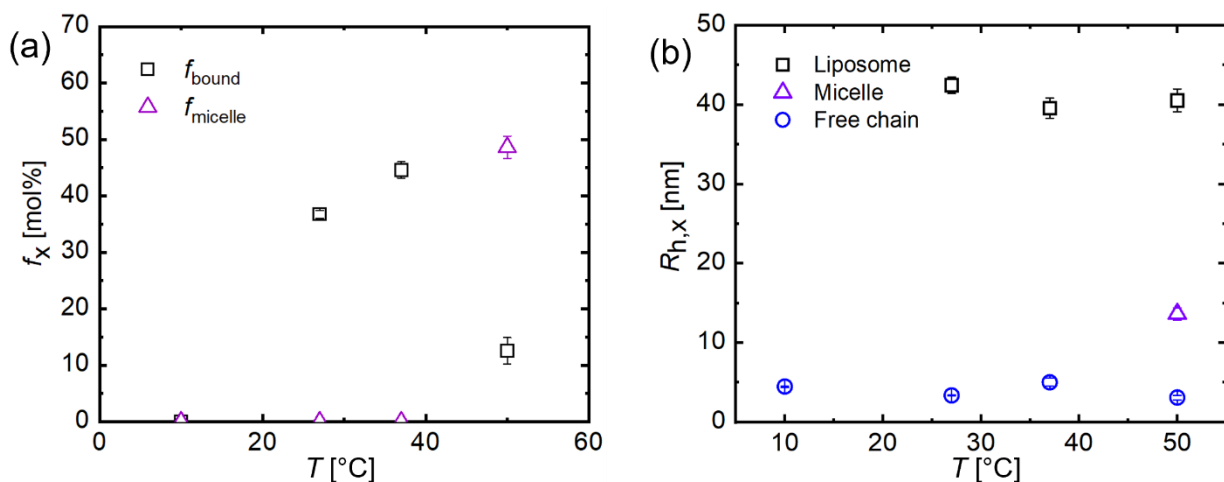 (a)
70
60
50
40
30
20
10
0
f_x [mol%]
f_bound
f_micelle
0 20 40 60
T [°C]
(b)
50
40
30
20
10
0
R_h,x [nm]
Liposome
Micelle
Free chain
10 20 30 40 50
T [°C]